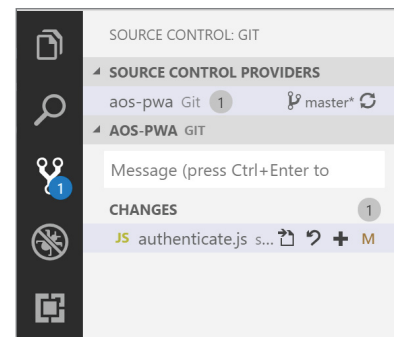 SOURCE CONTROL: GIT
SOURCE CONTROL PROVIDERS
aos-pwa Git 1 master*
AOS-PWA GIT
Message (press Ctrl+Enter to
1
CHANGES 1
JS authenticate.js s... M